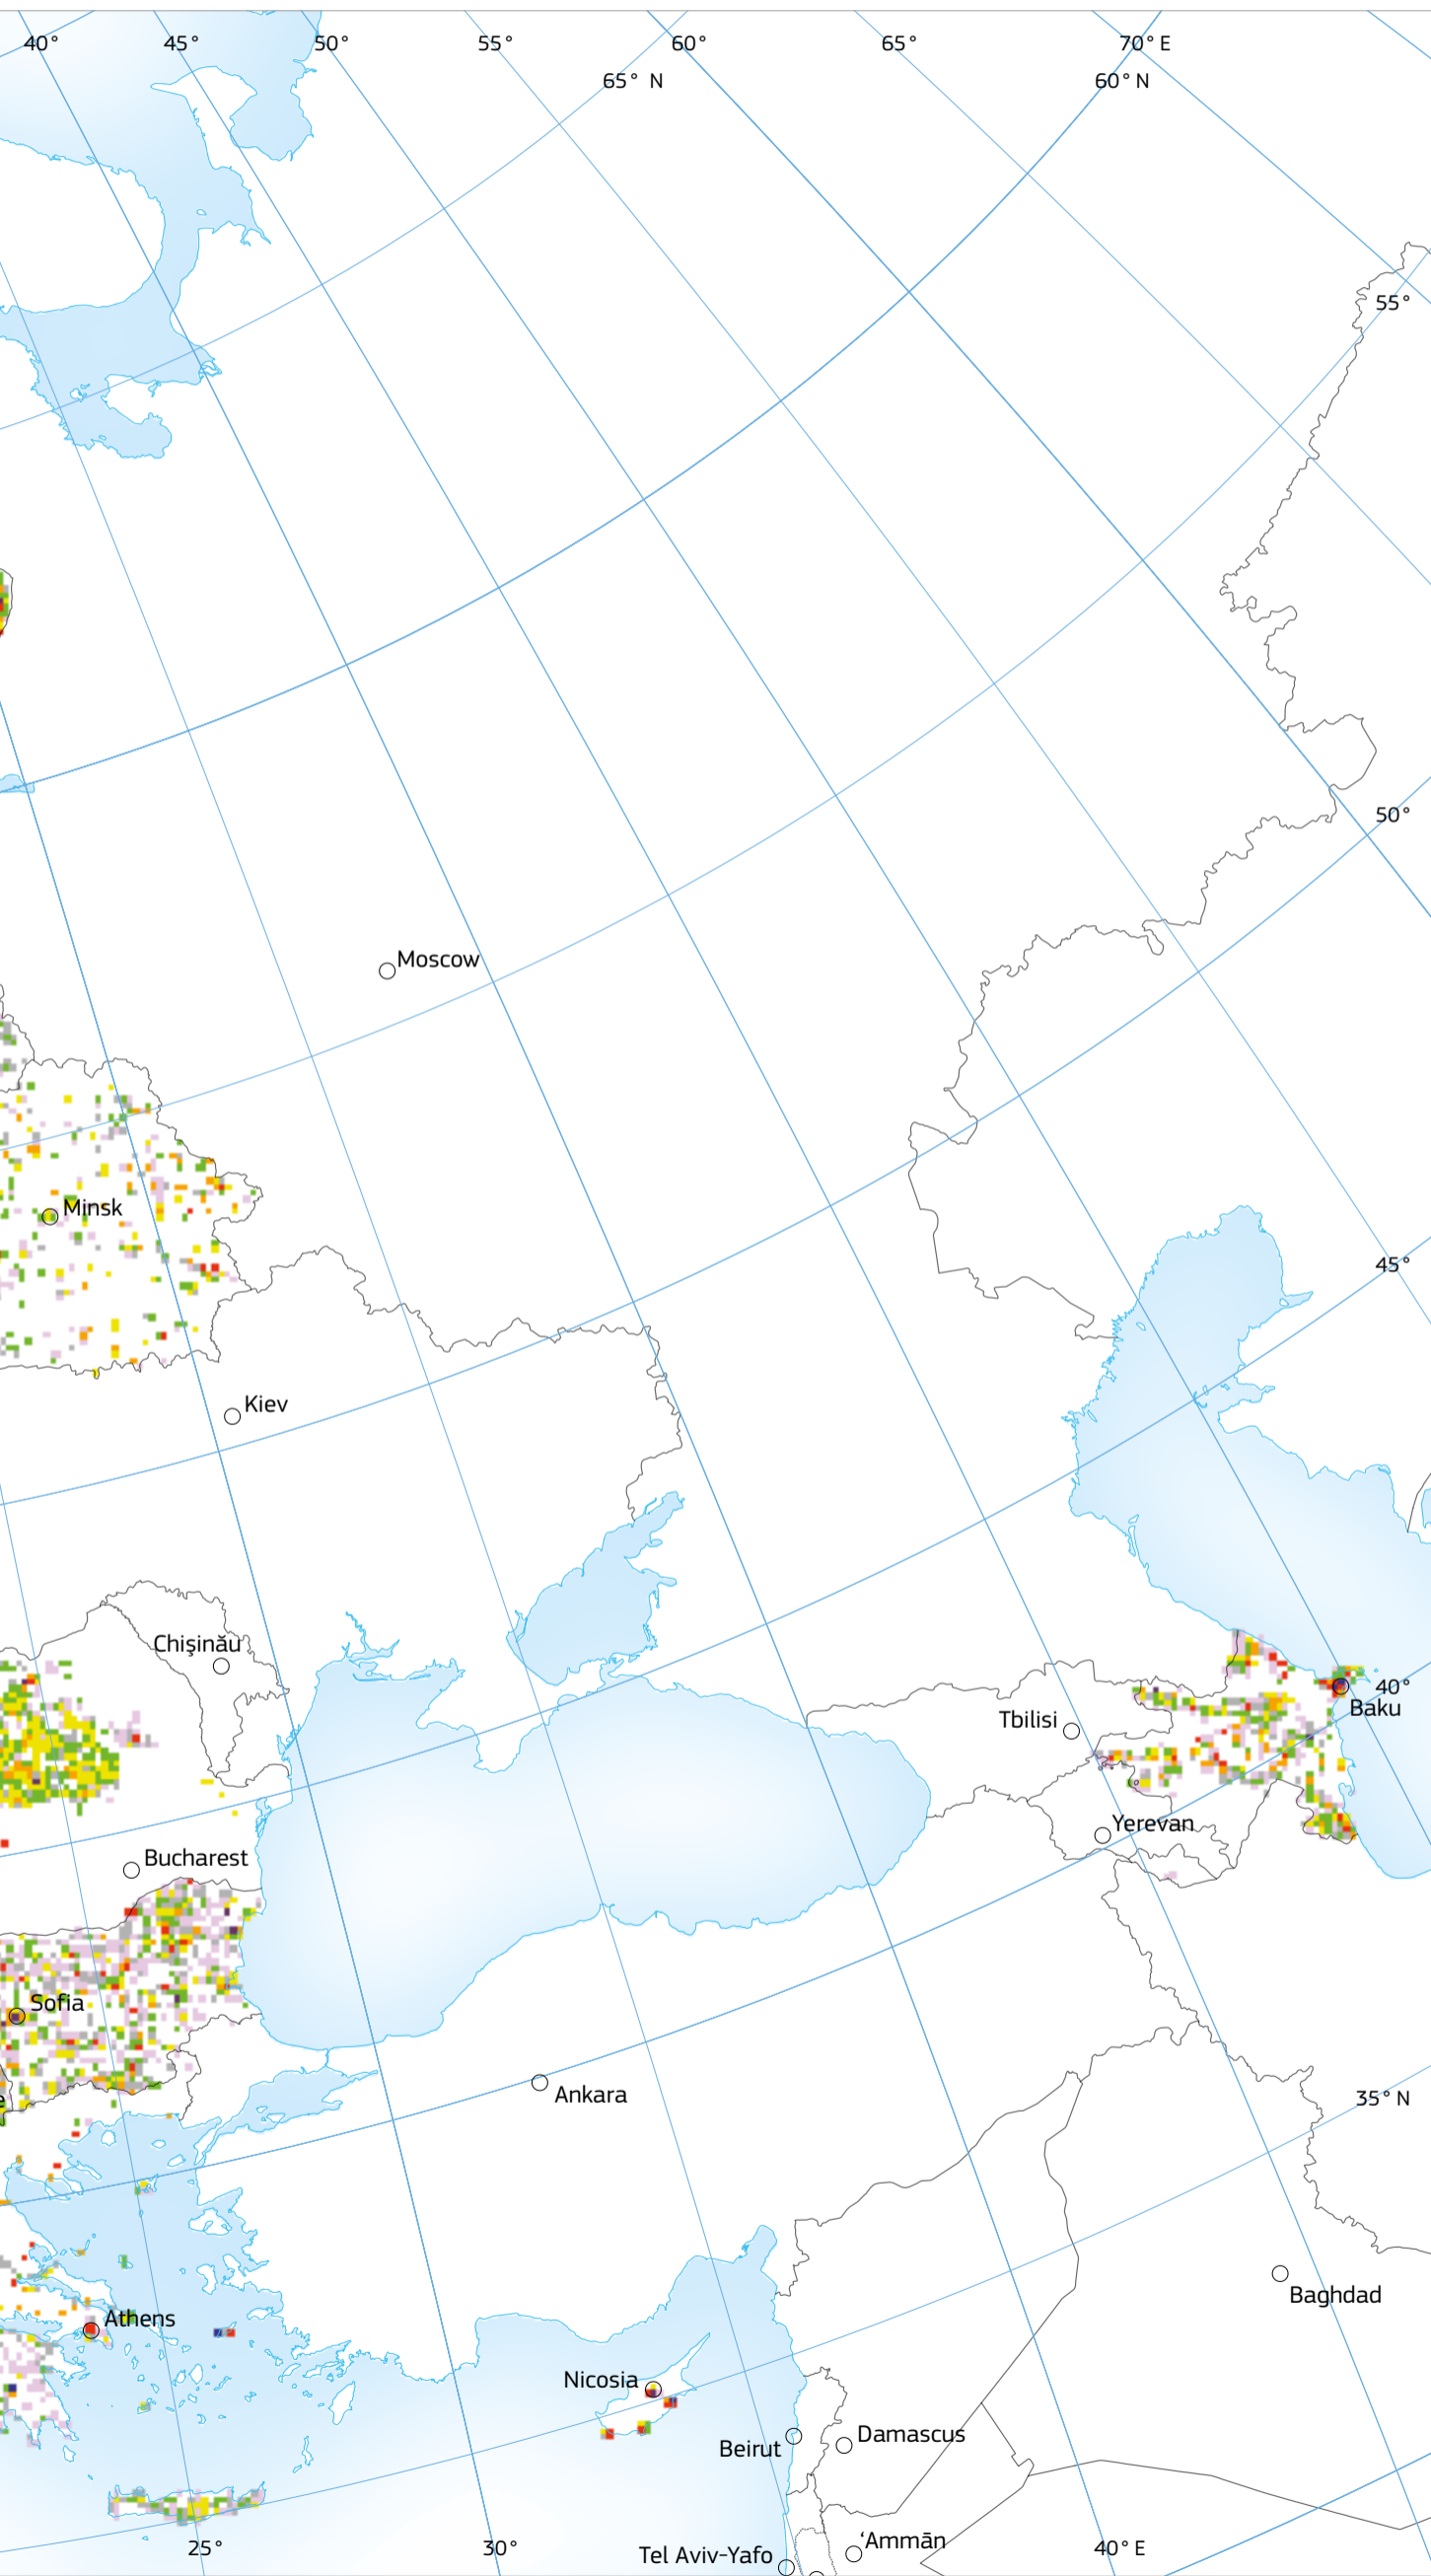 40°
45°
50°
55°
60°
65°
70° E
65° N
60° N
55°
50°
Moscow
Minsk
45°
Kiev
Chişinău
40°
Baku
Tbilisi
Yerevan
Bucharest
Sofia
Ankara
35° N
Baghdad
Athens
Nicosia
Damascus
Beirut
25°
30°
ʻAmmān
40° E
Tel Aviv-Yafo